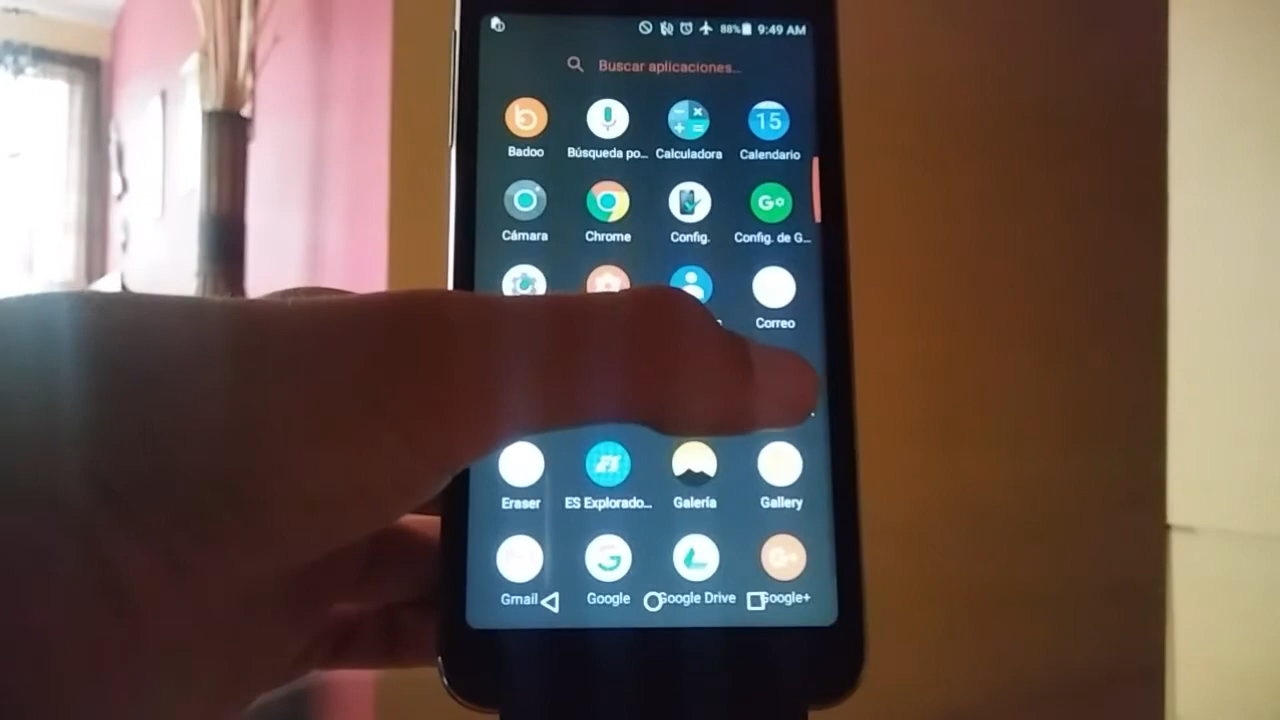 88% 9:49 AM
Buscar aplicaciones...
15
Badoo Búsqueda po... Calculadora Calendario
G+
Cámara Chrome Config. Config. de G...
Correo
Eraser ES Explorado... Galería Gallery
G G+
Gmail Google Google Drive Google+